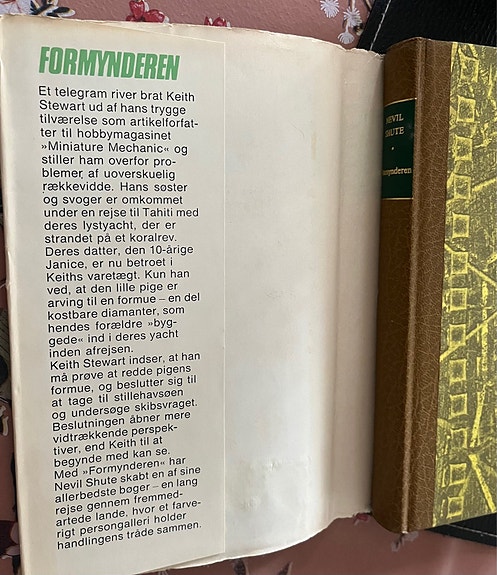 FORMYNDEREN
Et telegram river brat Keith
Stewart ud af hans trygge
tilværelse som artikelforfat-
ter til hobbymagasinet
»Miniature Mechanic« og
stiller ham overfor pro-
blemer, af uoverskuelig
rækkevidde. Hans søster
og svoger er omkommet
under en rejse til Tahiti med
deres lystyacht, der er
strandet på et koralrev.
Deres datter, den 10-årige
Janice, er nu betroet i
Keiths varetægt. Kun han
ved, at den lille pige er
arving til en formue – en del
kostbare diamanter, som
hendes forældre »byg-
gede« ind i deres yacht
inden afrejsen.
Keith Stewart indser, at han
må prøve at redde pigens
formue, og beslutter sig til
at tage til stillehavsøen
og undersøge skibsvraget.
Beslutningen åbner mere
vidtrækkende perspek-
tiver, end Keith til at
begynde med kan se.
Med »Formynderen« har
Nevil Shute skabt en af sine
allerbedste bøger – en lang
rejse gennem fremmed-
artede lande, hvor et farve-
rigt persongalleri holder
handlingens tråde sammen.
NEVIL
SHUTE